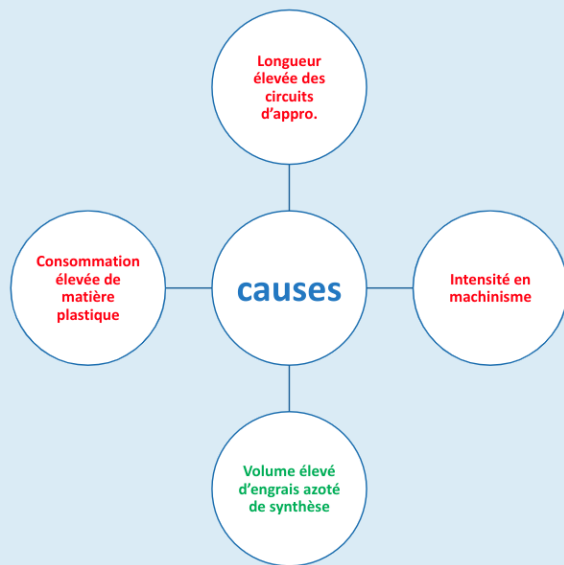 Longueur
élevée des
circuits
d'appro.
Consommation
élevée de
matière
plastique
causes
Intensité en
machinisme
Volume élevé
d'engrais azoté
de synthèse